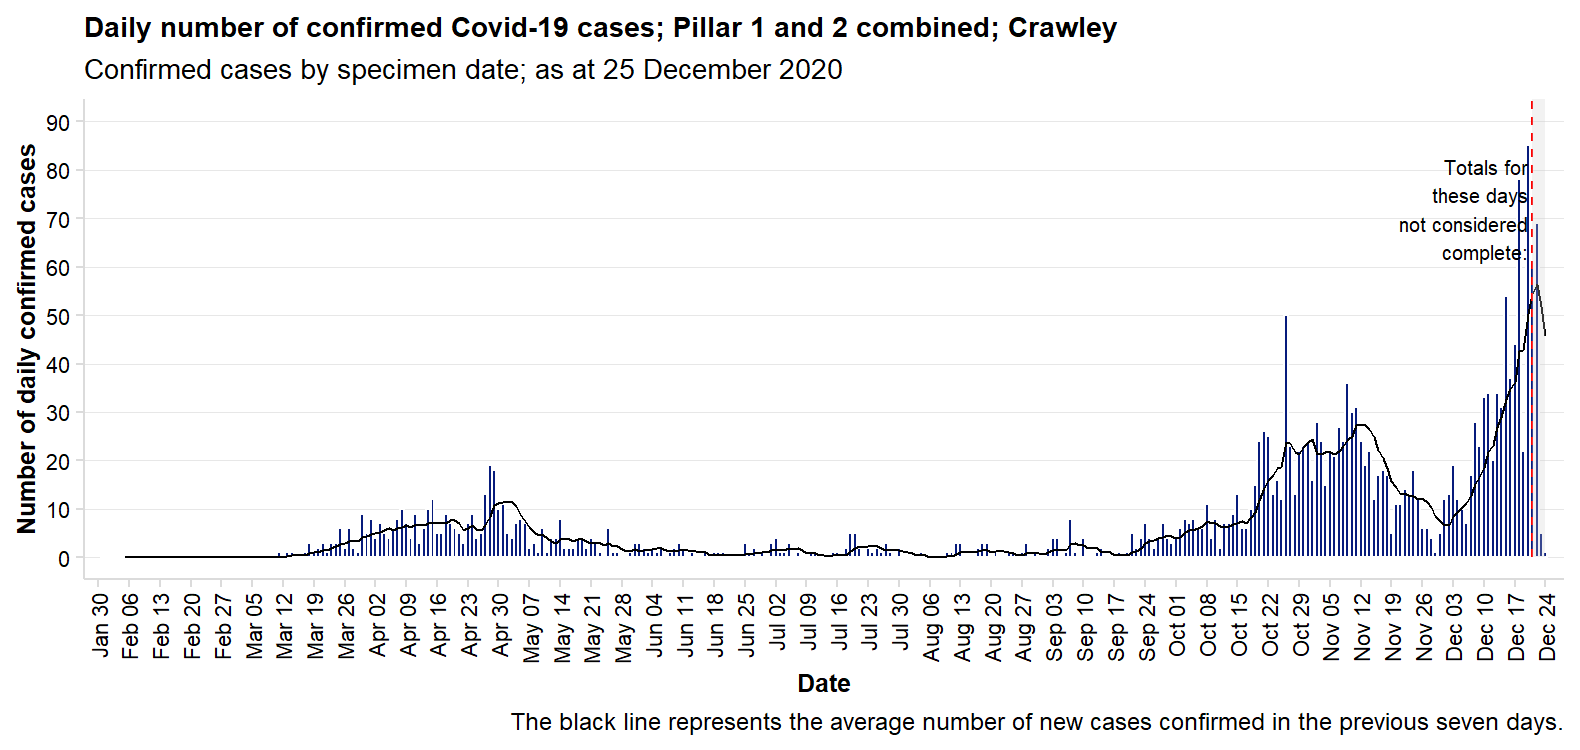 Daily number of confirmed Covid-19 cases; Pillar 1 and 2 combined; Crawley
Confirmed cases by specimen date; as at 25 December 2020
Number of daily confirmed cases
90
80
70
60
50
40
30
20
10
0
Totals for
these days
not considered
complete:
Jan 30
Feb 06
Feb 13
Feb 20
Feb 27
Mar 05
Mar 12
Mar 19
Mar 26
Apr 02
Apr 09
Apr 16
Apr 23
Apr 30
May 07
May 14
May 21
May 28
Jun 04
Jun 11
Jun 18
Jun 25
Jul 02
Jul 09
Jul 16
Jul 23
Jul 30
Aug 06
Aug 13
Aug 20
Aug 27
Sep 03
Sep 10
Sep 17
Sep 24
Oct 01
Oct 08
Oct 15
Oct 22
Oct 29
Nov 05
Nov 12
Nov 19
Nov 26
Dec 03
Dec 10
Dec 17
Dec 24
Date
The black line represents the average number of new cases confirmed in the previous seven days.